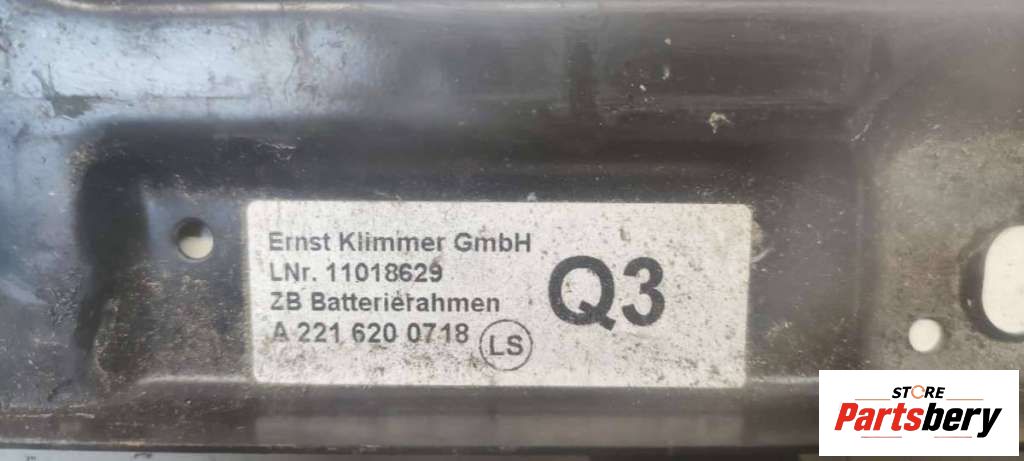 Ernst Klimmer GmbH
LNr. 11018629
ZB Batterierahmen
A 221 620 0718
LS
Q3
STORE
Partsbery